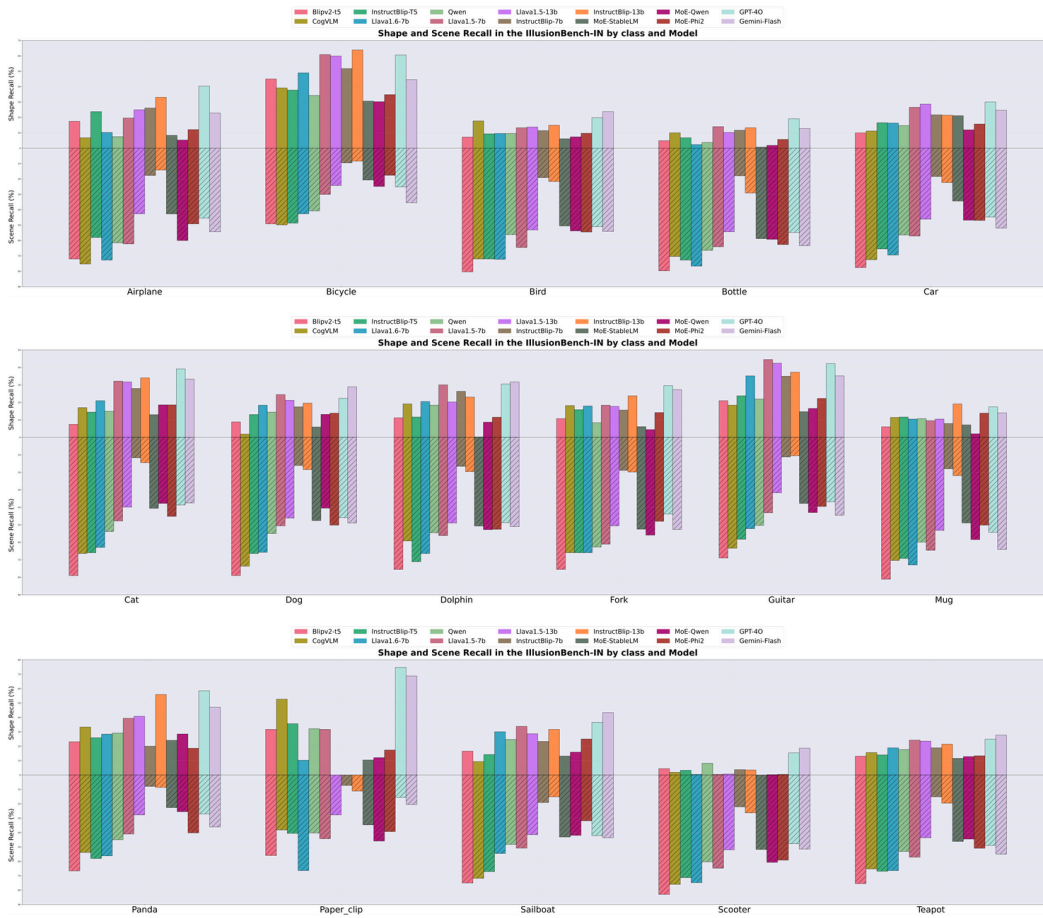 Blipv2-t5 InstructBlip-T5 Qwen Llava1.5-13b InstructBlip-13b MoE-Qwen GPT-4O
CogVLM Llava1.6-7b Llava1.5-7b InstructBlip-7b MoE-StableLM MoE-Phi2 Gemini-Flash
Shape and Scene Recall in the IllusionBench-IN by class and Model
Shape Recall (%)
Scene Recall (%)
Airplane Bicycle Bird Bottle Car
Blipv2-t5 InstructBlip-T5 Qwen Llava1.5-13b InstructBlip-13b MoE-Qwen GPT-4O
CogVLM Llava1.6-7b Llava1.5-7b InstructBlip-7b MoE-StableLM MoE-Phi2 Gemini-Flash
Shape and Scene Recall in the IllusionBench-IN by class and Model
Shape Recall (%)
Scene Recall (%)
Cat Dog Dolphin Fork Guitar Mug
Blipv2-t5 InstructBlip-T5 Qwen Llava1.5-13b InstructBlip-13b MoE-Qwen GPT-4O
CogVLM Llava1.6-7b Llava1.5-7b InstructBlip-7b MoE-StableLM MoE-Phi2 Gemini-Flash
Shape and Scene Recall in the IllusionBench-IN by class and Model
Shape Recall (%)
Scene Recall (%)
Panda Paper_clip Sailboat Scooter Teapot